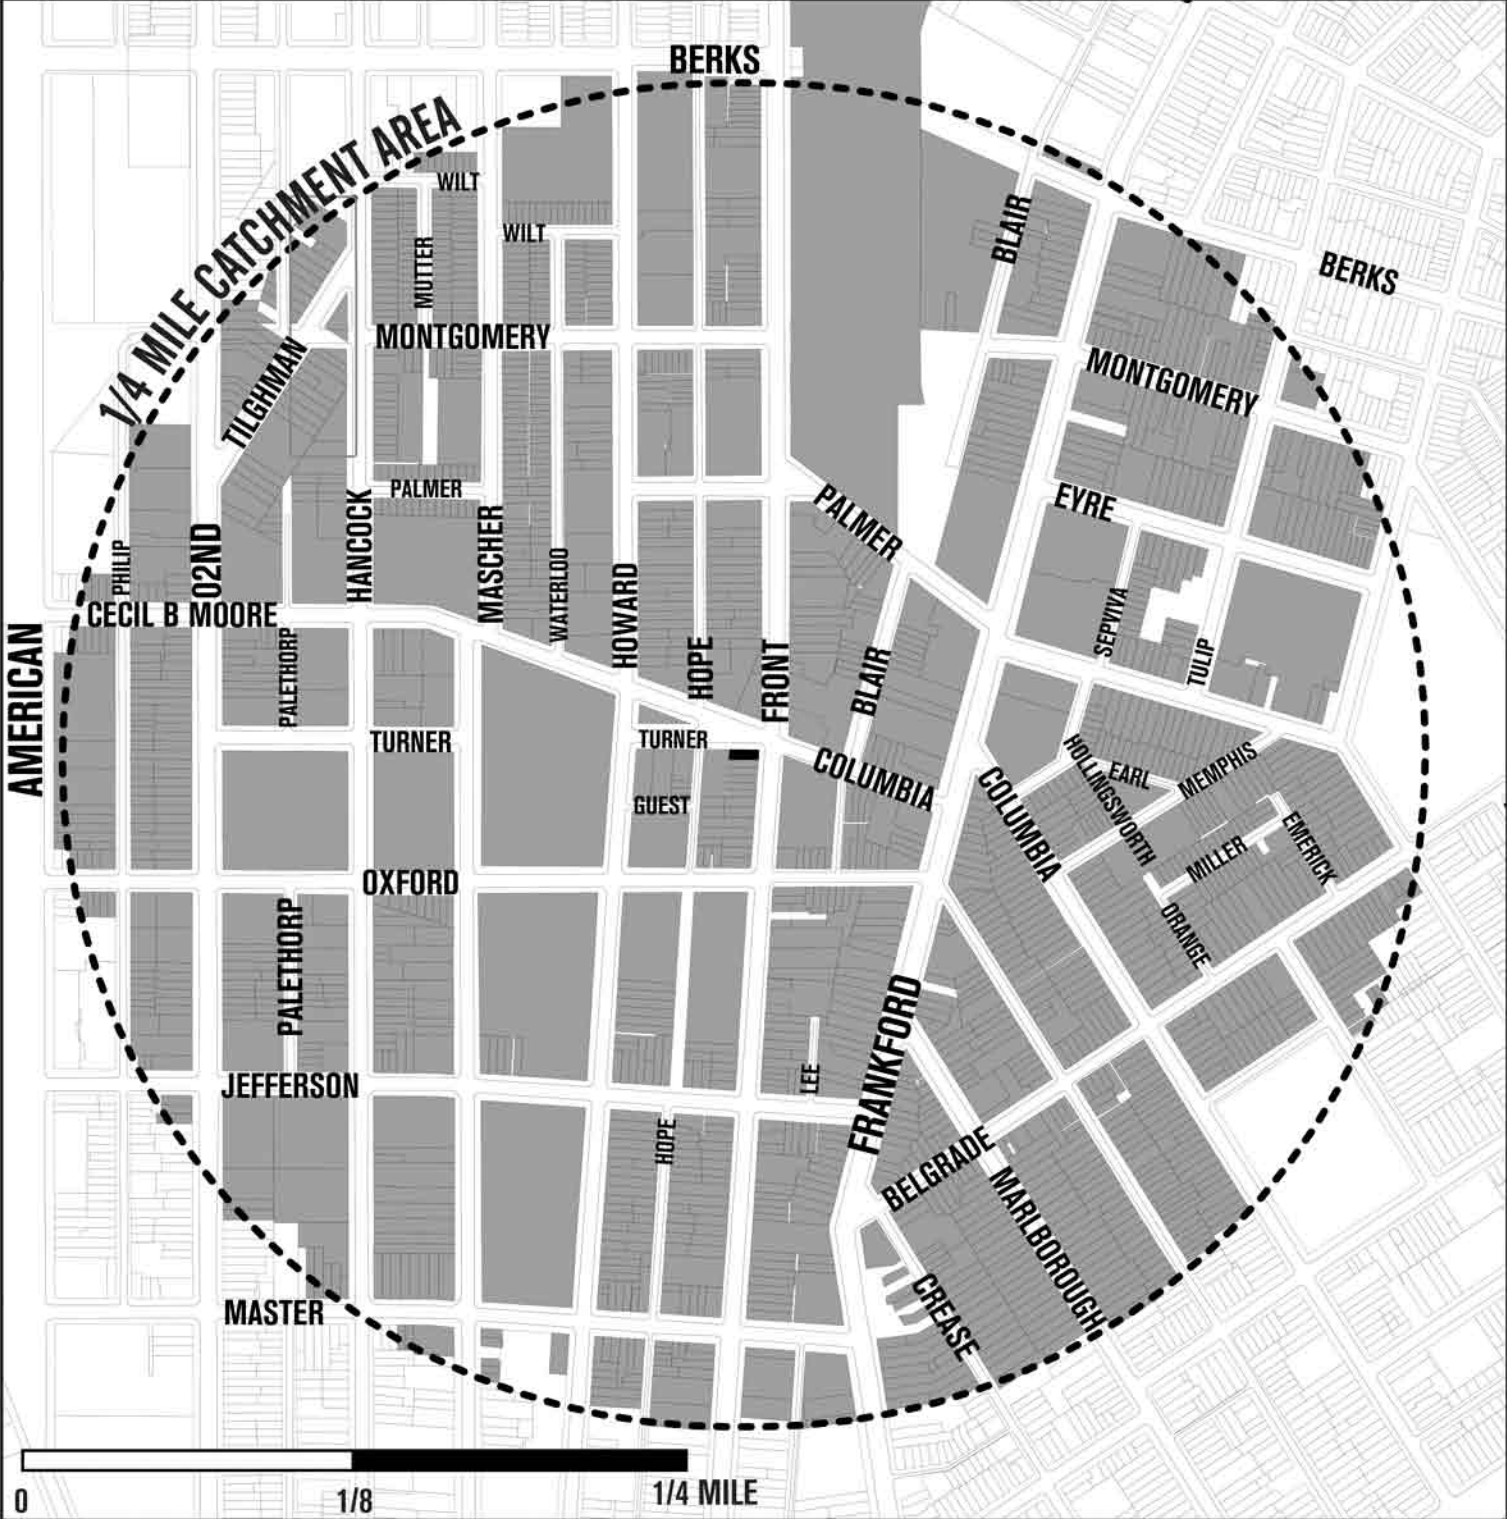 BERKS
1/4 MILE CATCHMENT AREA
WILT
BLAIR
WILT
MUTTER
BERKS
MONTGOMERY
TILGHMAN
MONTGOMERY
PALMER
HANCOCK
PALMER
EYRE
PHILIP
02ND
MASCHER
WATERLOO
HOWARD
CECIL B MOORE
SEPVIVA
TULIP
AMERICAN
PALETHORP
HOPE
FRONT
BLAIR
TURNER
TURNER
COLUMBIA
COLUMBIA
HOLLINGSWORTH
EARL
MEMPHIS
GUEST
MILLER
EMERICK
OXFORD
PALETHORP
ORANGE
FRANKFORD
LEE
JEFFERSON
HOPE
BELGRADE
MARLBOROUGH
CREASE
MASTER
0
1/8
1/4 MILE